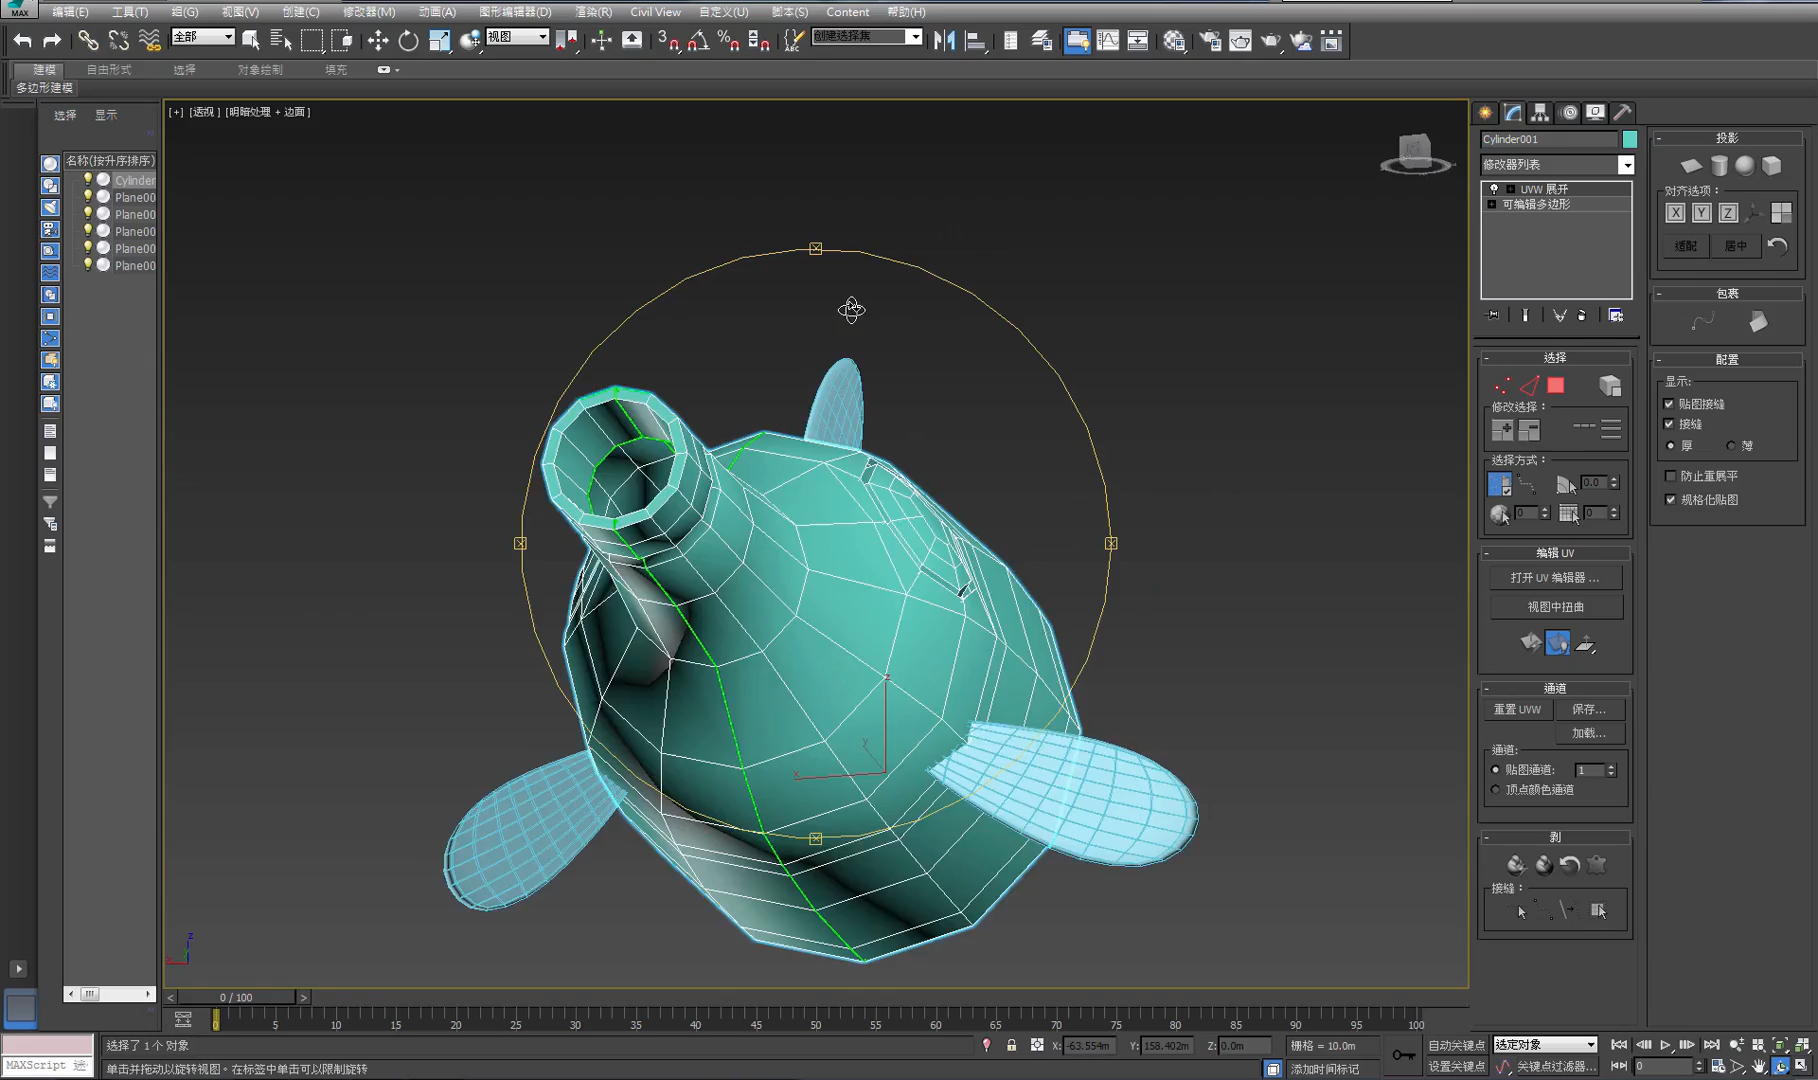 MAX
编辑(E) 工具(T) 组(G) 视图(V) 创建(C) 修改器(M) 动画(A) 图形编辑器(D) 渲染(R) Civil View 自定义(U) 脚本(S) Content 帮助(H)
全部 视图 3 ABC 创建选择集
建模 自由形式 选择 对象绘制 填充
多边形建模
选择 显示
[+] [透视] [明暗处理 + 边面]
名称(按升序排序)
Cylinder
Plane00
Plane00
Plane00
Plane00
Plane00
Cylinder001
修改器列表
UVW 展开
可编辑多边形
选择
修改选择:
选择方式:
0.0
0 0
编辑 UV
打开 UV 编辑器 ...
视图中扭曲
通道
重置 UVW 保存...
加载...
通道:
贴图通道: 1
顶点颜色通道
剥
接缝:
投影
对齐选项:
X Y Z
适配 居中
包裹
配置
显示:
贴图接缝
接缝
厚 薄
防止重展平
规格化贴图
z
y
x
z
0 / 100
0 5 10 15 20 25 30 35 40 45 50 55 60 65 70 75 80 85 90 95 100
选择了 1 个 对象 X: -63.554m Y: 158.402m Z: 0.0m 栅格 = 10.0m 自动关键点 选定对象
MAXScript 迷 单击并拖动以旋转视图。在标签中单击可以限制旋转 添加时间标记 设置关键点 关键点过滤器... 0